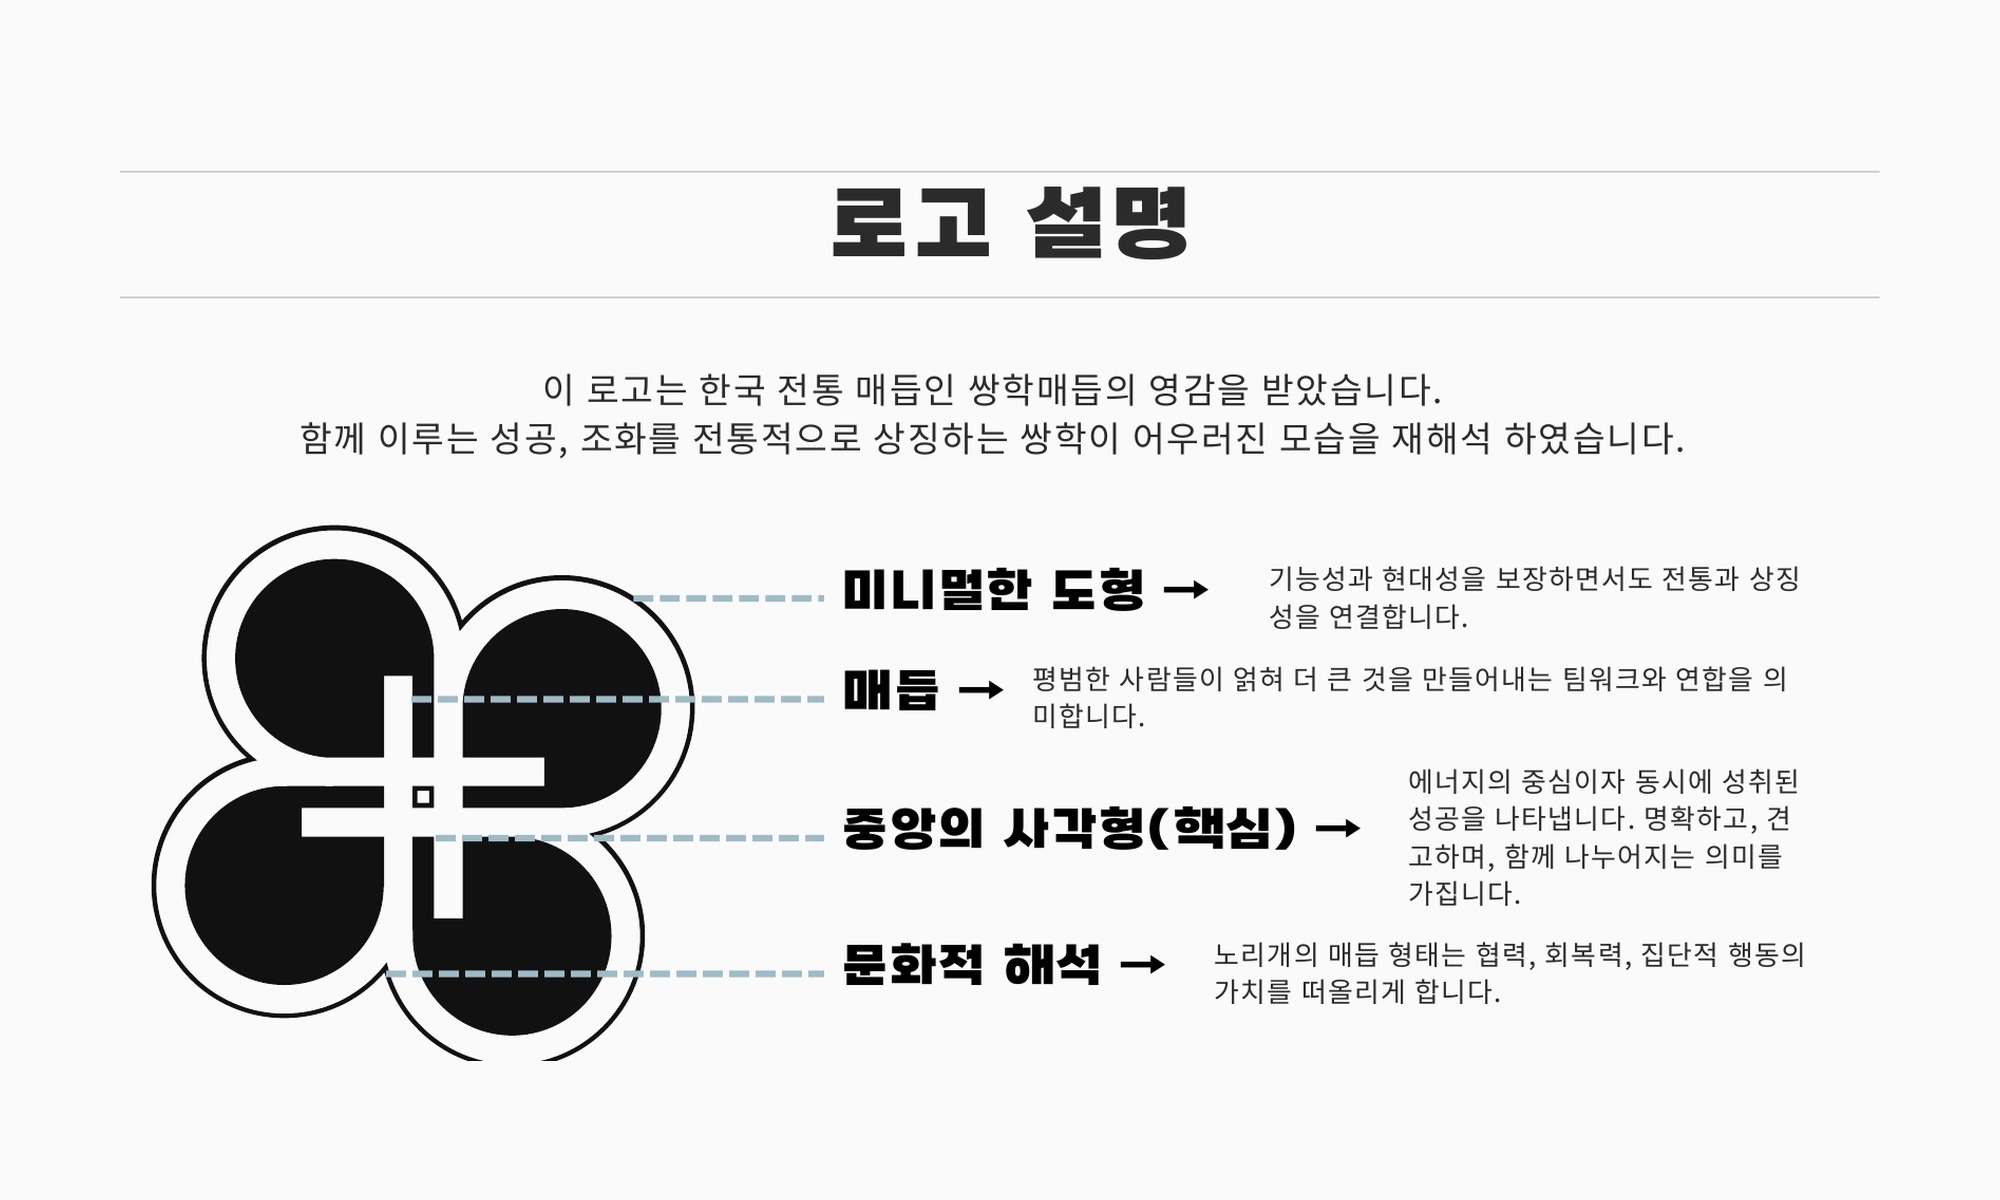 로고 설명
이 로고는 한국 전통 매듭인 쌍학매듭의 영감을 받았습니다.
함께 이루는 성공, 조화를 전통적으로 상징하는 쌍학이 어우러진 모습을 재해석 하였습니다.
미니멀한 도형 →
기능성과 현대성을 보장하면서도 전통과 상징
성을 연결합니다.
매듭 →
평범한 사람들이 얽혀 더 큰 것을 만들어내는 팀워크와 연합을 의
미합니다.
중앙의 사각형(핵심) →
에너지의 중심이자 동시에 성취된
성공을 나타냅니다. 명확하고, 견
고하며, 함께 나누어지는 의미를
가집니다.
문화적 해석 →
노리개의 매듭 형태는 협력, 회복력, 집단적 행동의
가치를 떠올리게 합니다.